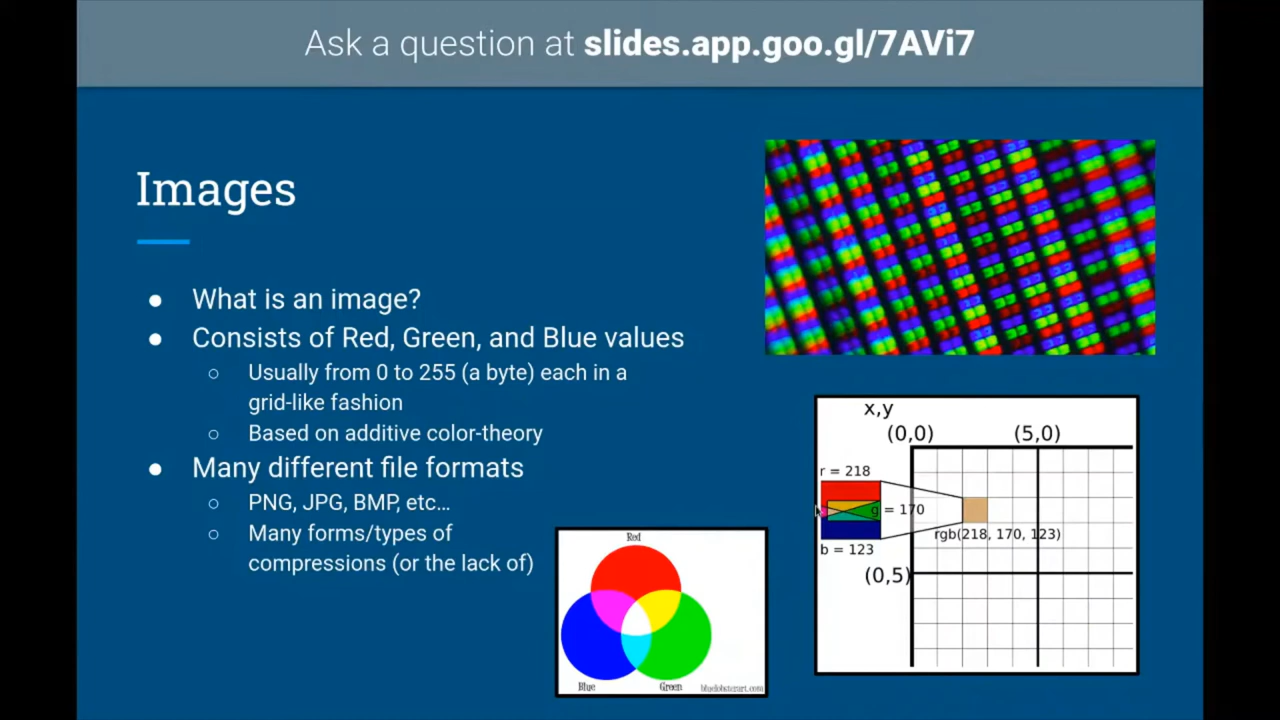 Ask a question at slides.app.goo.gl/7AVi7
Images
What is an image?
Consists of Red, Green, and Blue values
Usually from 0 to 255 (a byte) each in a
grid-like fashion
Based on additive color-theory
Many different file formats
PNG, JPG, BMP, etc...
Many forms/types of
compressions (or the lack of)
Red
Blue
Green
bluelobsterart.com
x,y
(0,0)
(5,0)
r = 218
g = 170
rgb(218, 170, 123)
b = 123
(0,5)